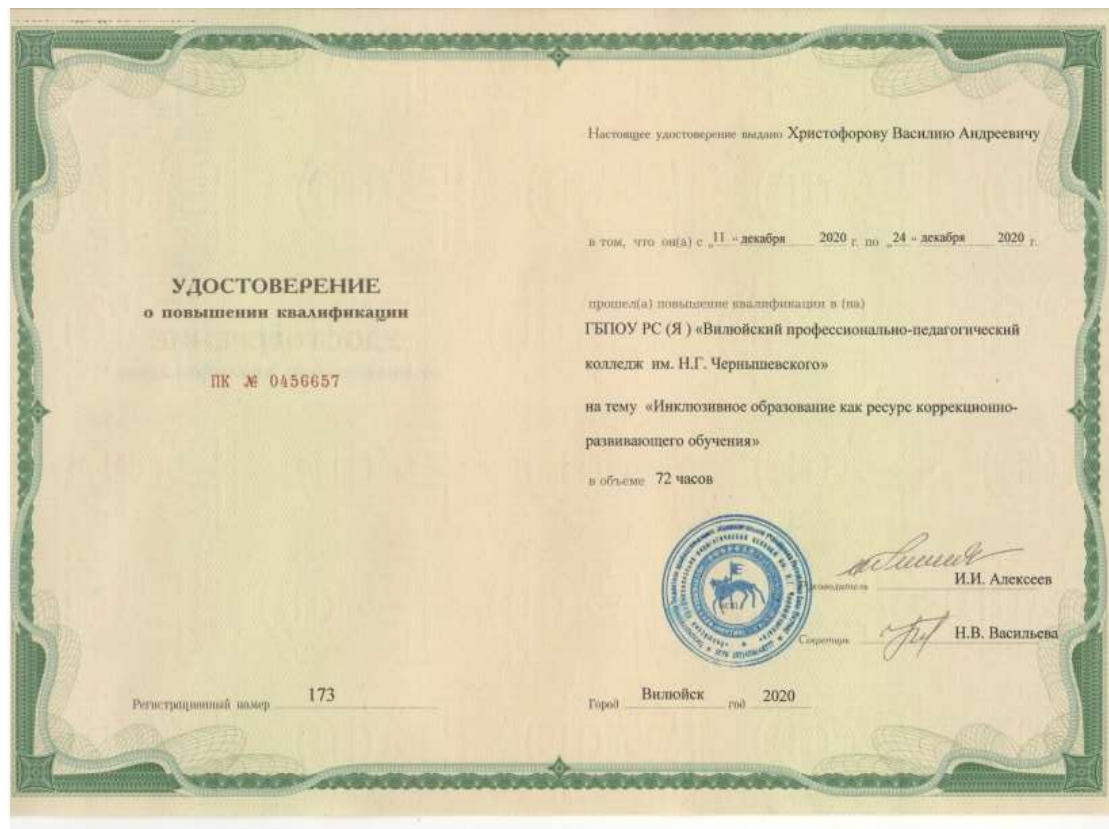 УДОСТОВЕРЕНИЕ
о повышении квалификации
ПК № 0456657
Регистрационный номер 173
Настоящее удостоверение выдано Христофорову Василию Андреевичу
в том, что он(а) с „11 “ декабря 2020 г. по „24 “ декабря 2020 г.
прошел(а) повышение квалификации в (на)
ГБПОУ РС (Я ) «Вилюйский профессионально-педагогический
колледж им. Н.Г. Чернышевского»
на тему «Инклюзивное образование как ресурс коррекционно-
развивающего обучения»
в объеме 72 часов
Руководитель И.И. Алексеев
Секретарь Н.В. Васильева
Город Вилюйск год 2020